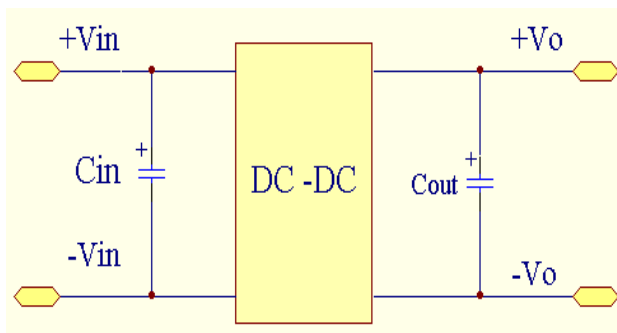 +Vin
+Vo
+
Cin
DC -DC
+
Cout
-Vin
-Vo